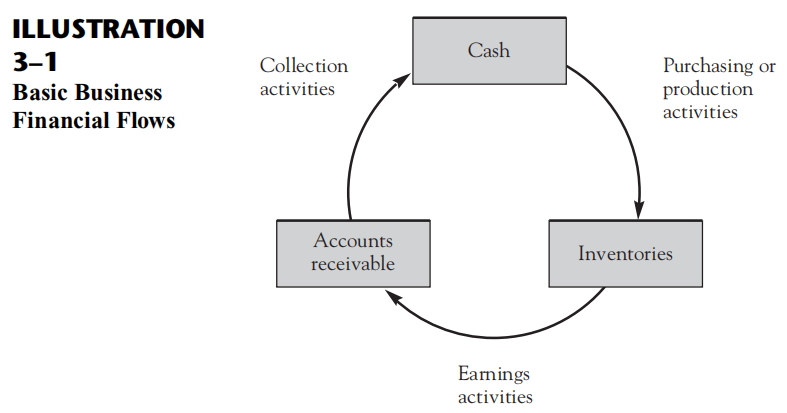 ILLUSTRATION
3–1
Basic Business
Financial Flows
Cash
Collection
activities
Purchasing or
production
activities
Accounts
receivable
Inventories
Earnings
activities